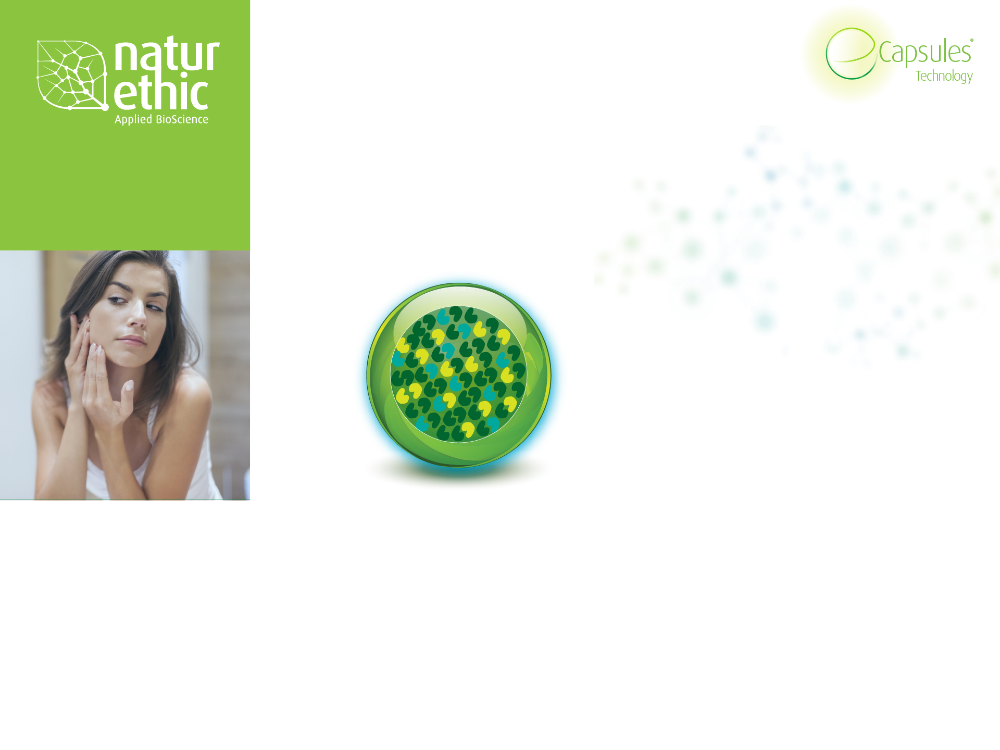 natur
ethic
Applied BioScience
Capsules®
Technology